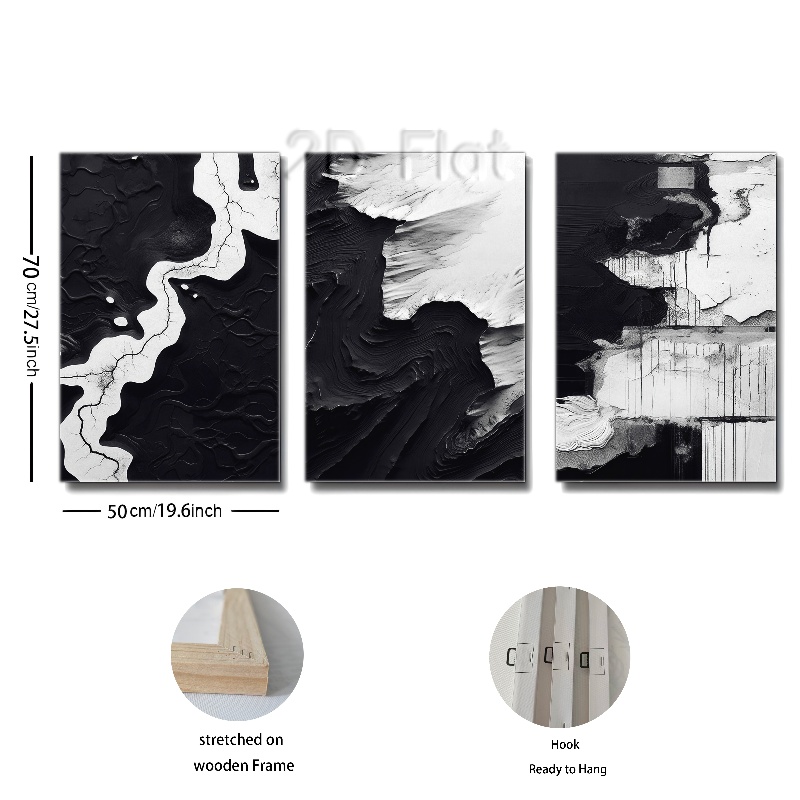 2D Flat
70 cm/27.5inch
50cm/19.6inch
stretched on
wooden Frame
Hook
Ready to Hang